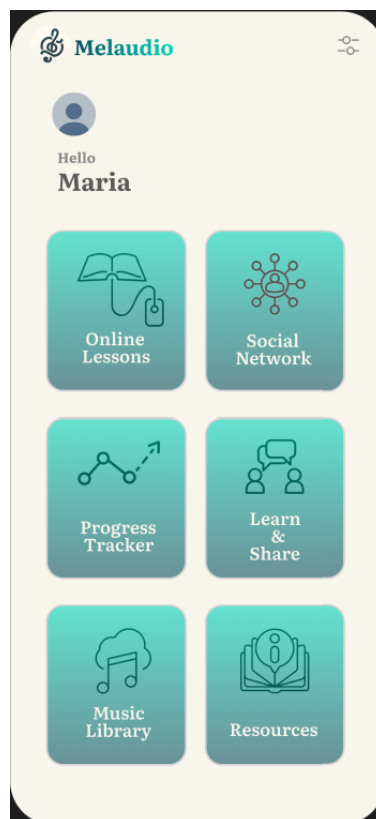 Melaudio
Hello
Maria
Online
Lessons
Social
Network
Progress
Tracker
Learn
&
Share
Music
Library
Resources